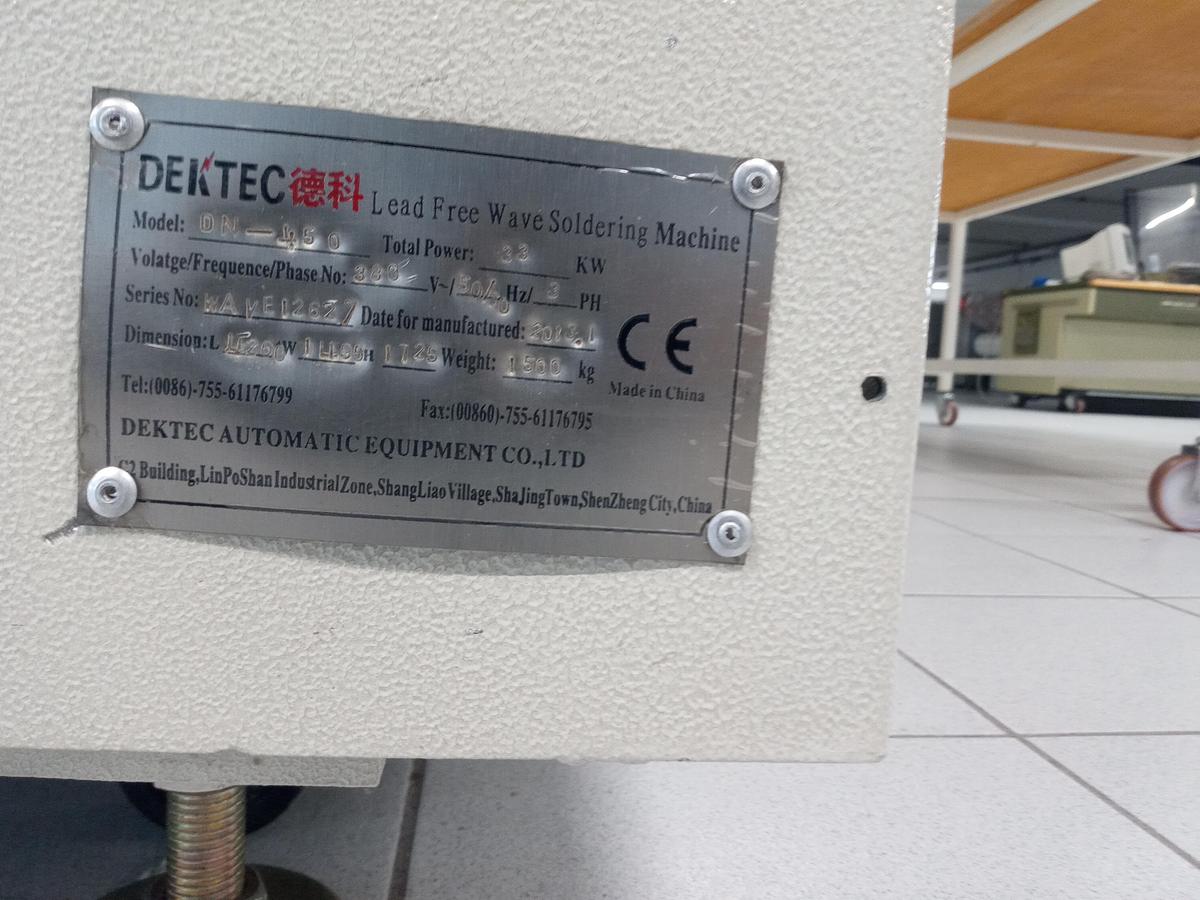 DEKTEC德科 Lead Free Wave Soldering Machine
Model: DN-450 Total Power: 33 KW
Volatge/Frequence/Phase No: 380 V~/ Hz/ 3 PH
Series No: Date for manufactured: 2013.1
Dimension: L W H 1725 Weight: 1500 kg
CE
Made in China
Tel:(0086)-755-61176799
Fax:(00860)-755-61176795
DEKTEC AUTOMATIC EQUIPMENT CO.,LTD
C2 Building,LinPoShan IndustrialZone,ShangLiao Village,ShaJingTown,ShenZheng City,China